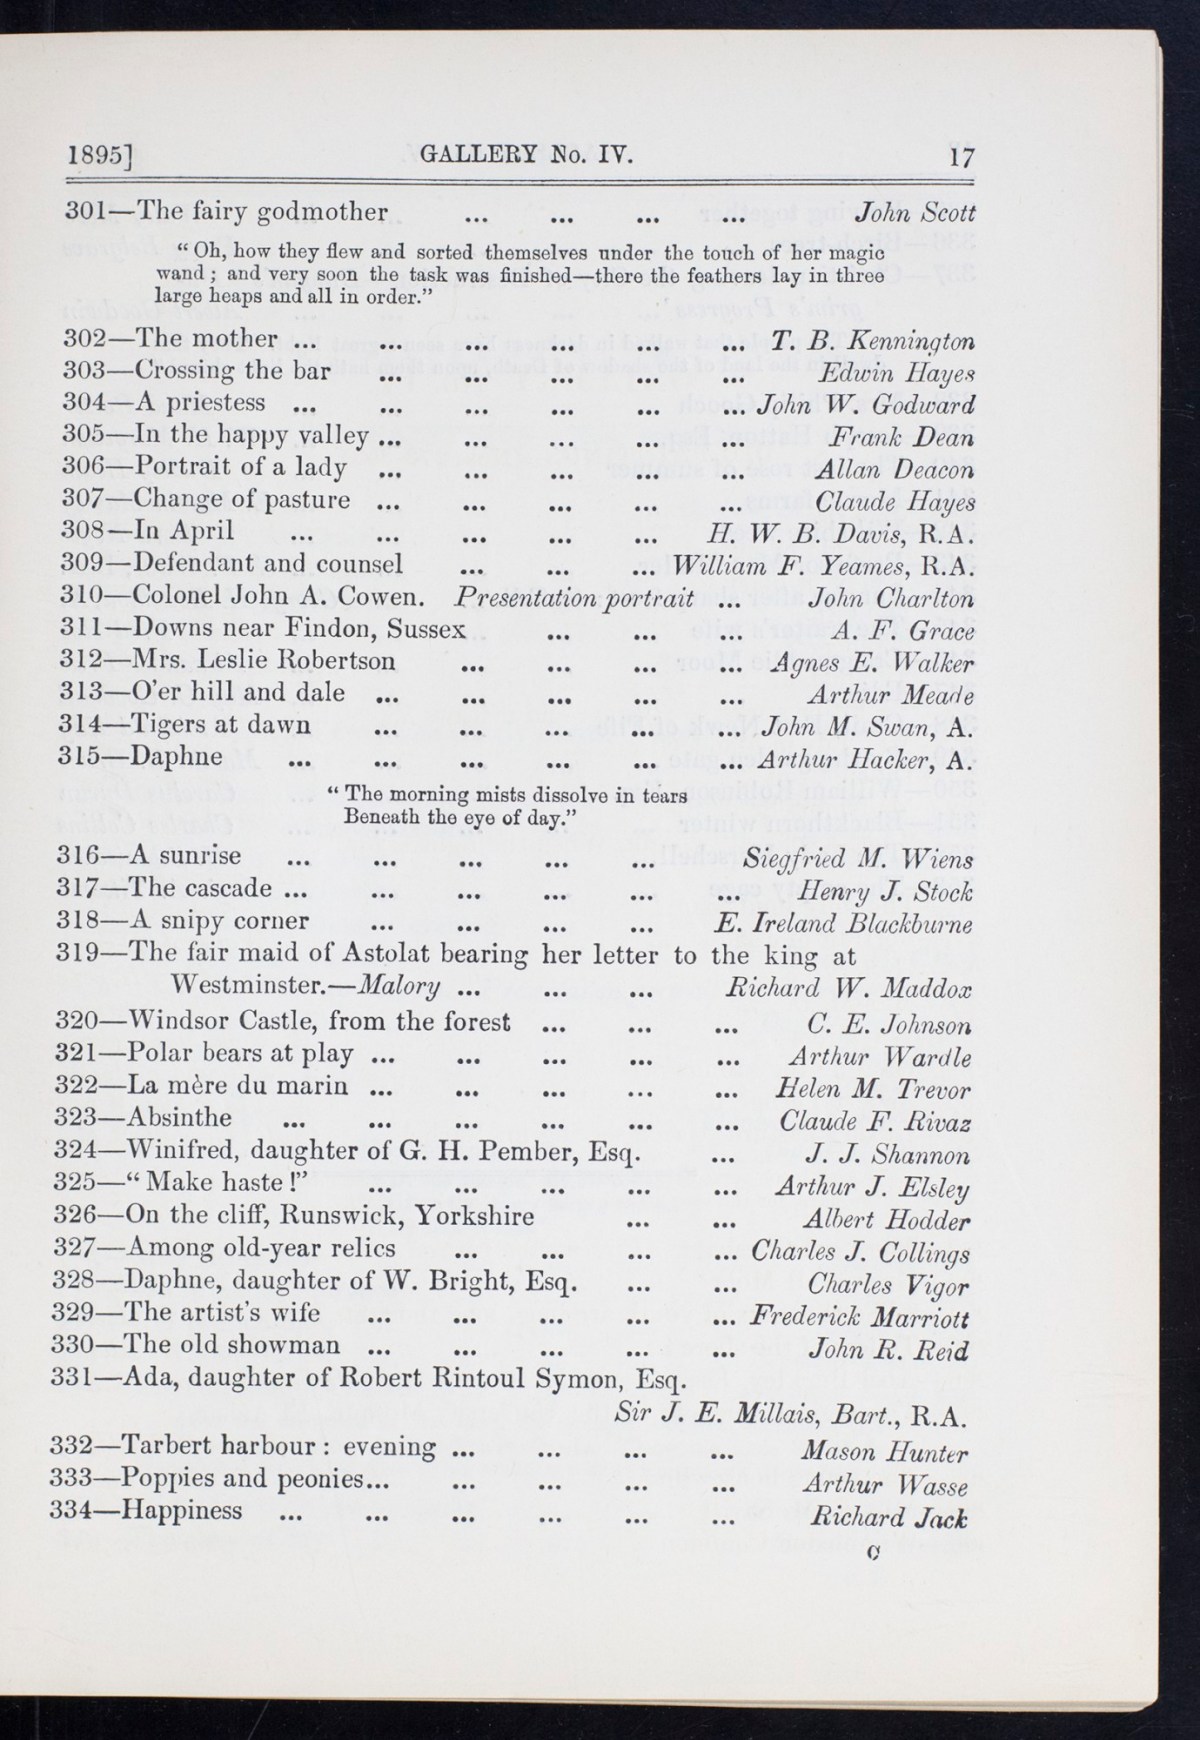 1895] GALLERY No. IV. 17
301—The fairy godmother ... ... ... ... John Scott
“Oh, how they flew and sorted themselves under the touch of her magic
wand; and very soon the task was finished—there the feathers lay in three
large heaps and all in order.”
302—The mother ... ... ... ... ... ... T. B. Kennington
303—Crossing the bar ... ... ... ... ... Edwin Hayes
304—A priestess ... ... ... ... ... ... John W. Godward
305—In the happy valley ... ... ... ... ... Frank Dean
306—Portrait of a lady ... ... ... ... ... Allan Deacon
307—Change of pasture ... ... ... ... ... Claude Hayes
308—In April ... ... ... ... ... H. W. B. Davis, R.A.
309—Defendant and counsel ... ... ... William F. Yeames, R.A.
310—Colonel John A. Cowen. Presentation portrait ... John Charlton
311—Downs near Findon, Sussex ... ... ... A. F. Grace
312—Mrs. Leslie Robertson ... ... ... ... Agnes E. Walker
313—O’er hill and dale ... ... ... ... ... Arthur Meade
314—Tigers at dawn ... ... ... ... ... John M. Swan, A.
315—Daphne ... ... ... ... ... ... Arthur Hacker, A.
“The morning mists dissolve in tears
Beneath the eye of day.”
316—A sunrise ... ... ... ... ... Siegfried M. Wiens
317—The cascade ... ... ... ... ... ... Henry J. Stock
318—A snipy corner ... ... ... ... E. Ireland Blackburne
319—The fair maid of Astolat bearing her letter to the king at
Westminster.—Malory ... ... ... Richard W. Maddox
320—Windsor Castle, from the forest ... ... ... C. E. Johnson
321—Polar bears at play ... ... ... ... ... Arthur Wardle
322—La mère du marin ... ... ... ... ... Helen M. Trevor
323—Absinthe ... ... ... ... ... ... Claude F. Rivaz
324—Winifred, daughter of G. H. Pember, Esq. ... J. J. Shannon
325—“Make haste!” ... ... ... ... ... Arthur J. Elsley
326—On the cliff, Runswick, Yorkshire ... ... Albert Hodder
327—Among old-year relics ... ... ... ... Charles J. Collings
328—Daphne, daughter of W. Bright, Esq. ... ... Charles Vigor
329—The artist’s wife ... ... ... ... ... Frederick Marriott
330—The old showman ... ... ... ... ... John R. Reid
331—Ada, daughter of Robert Rintoul Symon, Esq.
Sir J. E. Millais, Bart., R.A.
332—Tarbert harbour: evening ... ... ... ... Mason Hunter
333—Poppies and peonies... ... ... ... ... Arthur Wasse
334—Happiness ... ... ... ... ... ... Richard Jack
C